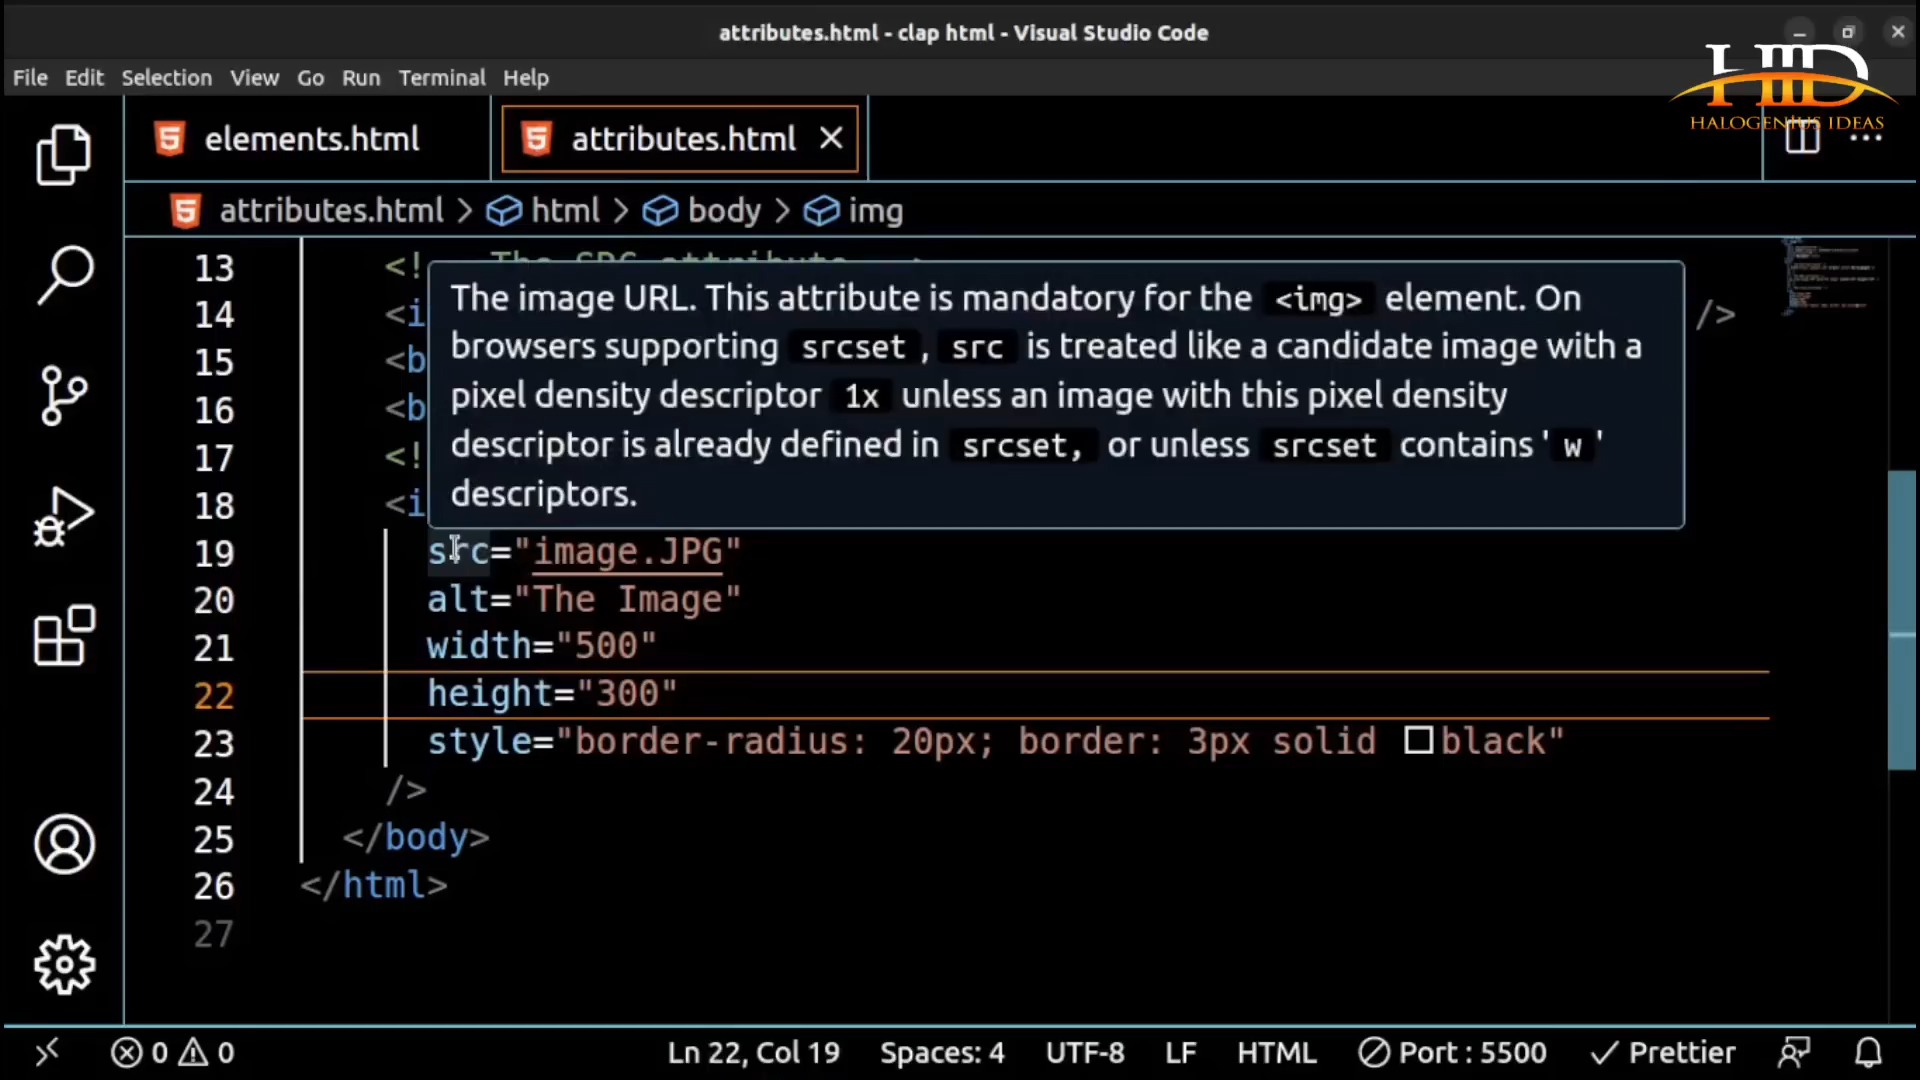 attributes.html - clap html - Visual Studio Code
File Edit Selection View Go Run Terminal Help
HID
HALOGENIUS IDEAS
elements.html
attributes.html
attributes.html > html > body > img
13 <!-- The SRC attribute -->
The image URL. This attribute is mandatory for the <img> element. On
browsers supporting srcset, src is treated like a candidate image with a
pixel density descriptor 1x unless an image with this pixel density
descriptor is already defined in srcset, or unless srcset contains 'w'
descriptors.
14 <i />
15 <b
16 <b
17 <!
18 <i
19 src="image.JPG"
20 alt="The Image"
21 width="500"
22 height="300"
23 style="border-radius: 20px; border: 3px solid black"
24 />
25 </body>
26 </html>
27
0 0 Ln 22, Col 19 Spaces: 4 UTF-8 LF HTML Port : 5500 Prettier